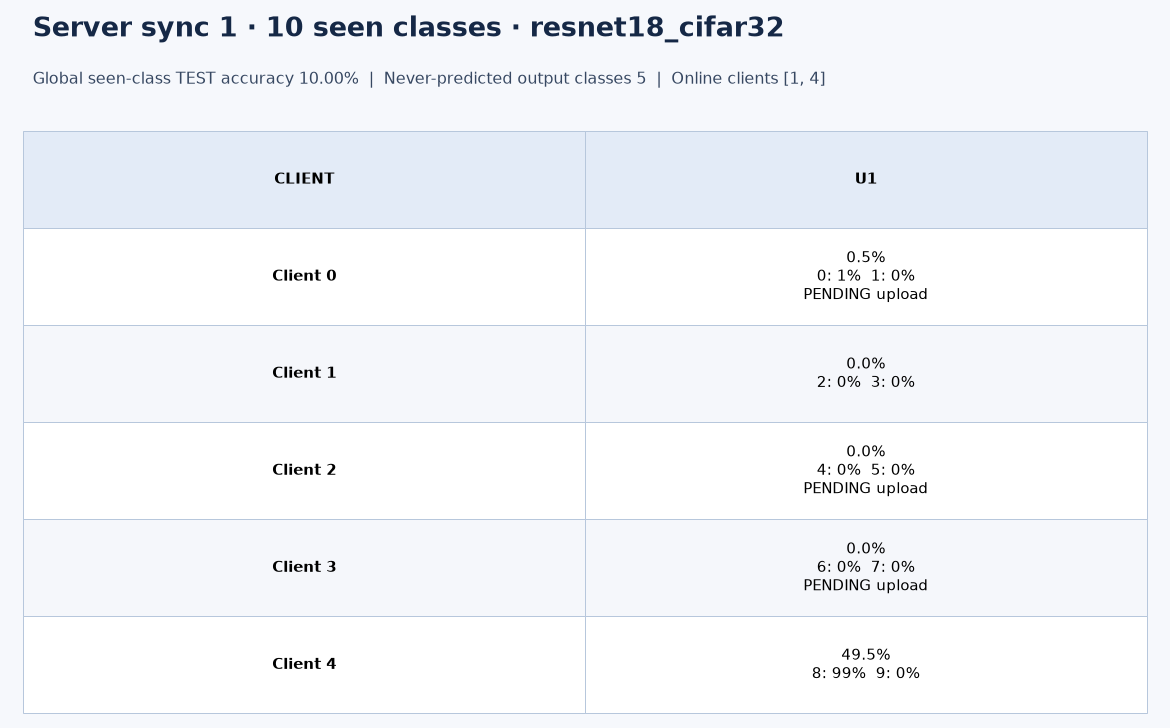 Server sync 1 · 10 seen classes · resnet18_cifar32
Global seen-class TEST accuracy 10.00%  |  Never-predicted output classes 5  |  Online clients [1, 4]
CLIENT
U1
Client 0
0.5%
0: 1%  1: 0%
PENDING upload
Client 1
0.0%
2: 0%  3: 0%
Client 2
0.0%
4: 0%  5: 0%
PENDING upload
Client 3
0.0%
6: 0%  7: 0%
PENDING upload
Client 4
49.5%
8: 99%  9: 0%